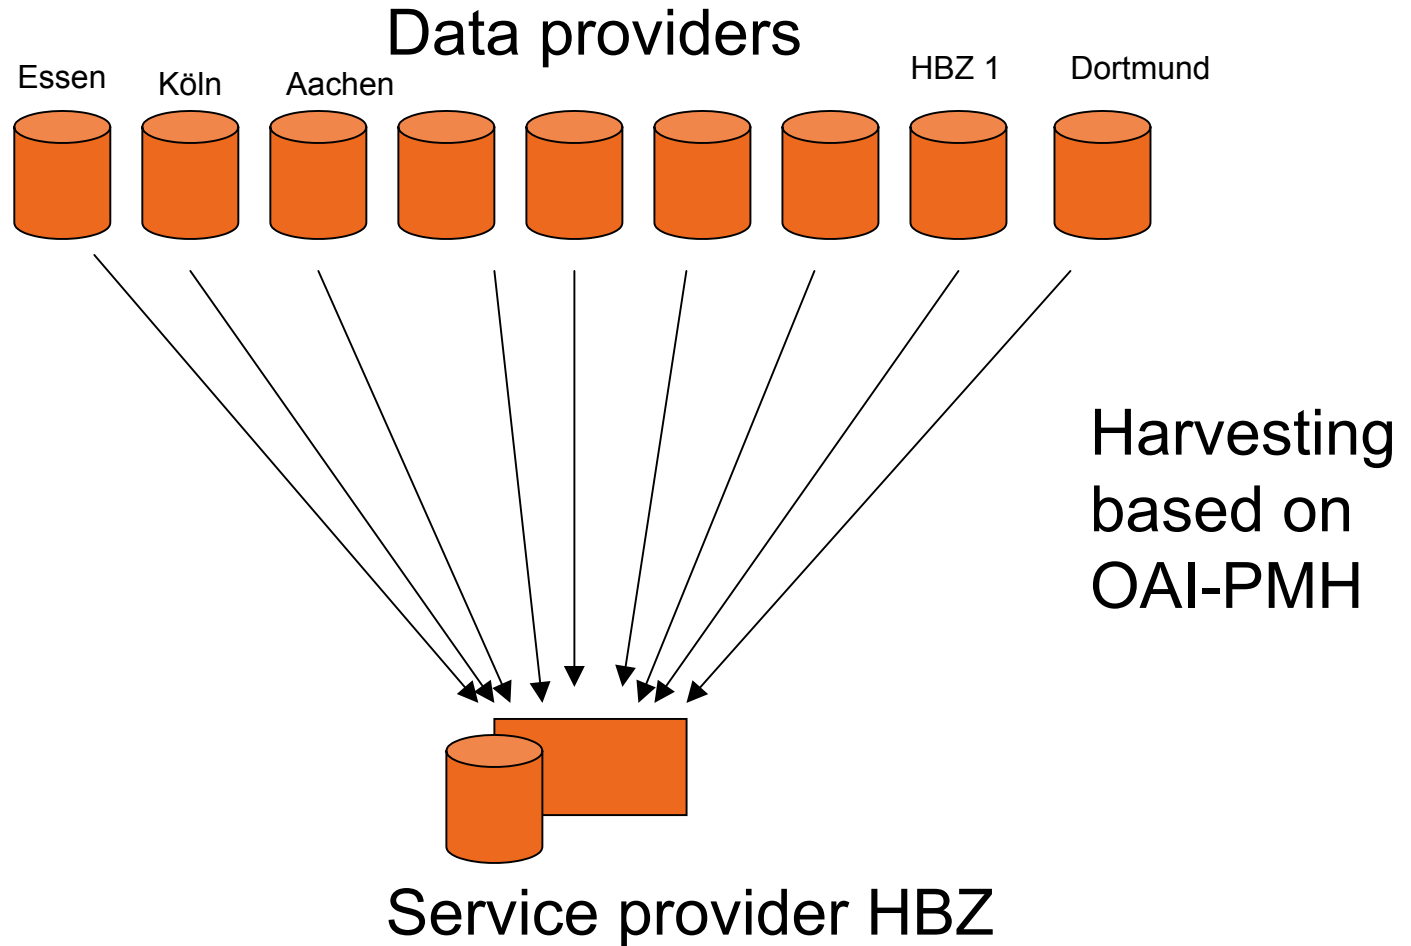 Data providers
Essen
Köln
Aachen
HBZ 1
Dortmund
Harvesting
based on
OAI-PMH
Service provider HBZ